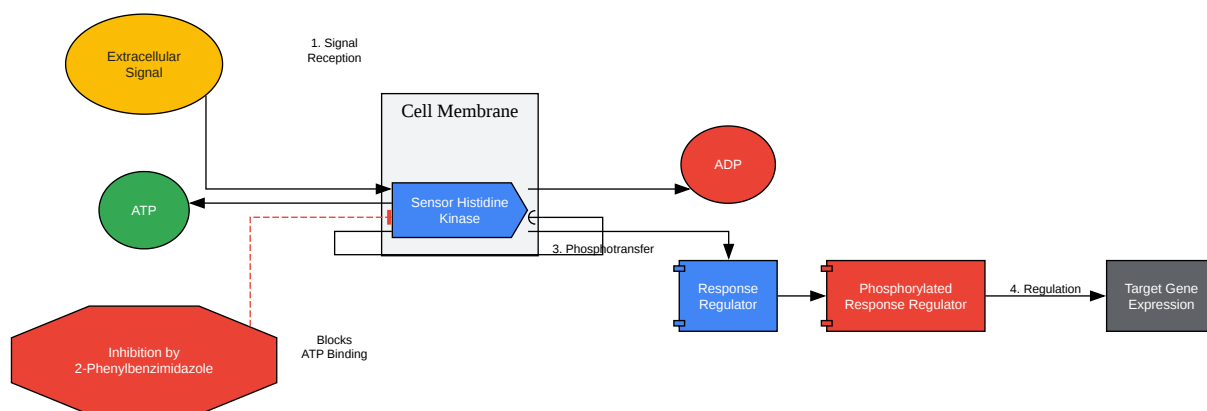 1. Signal
Reception
Extracellular
Signal
Cell Membrane
ADP
ATP
Sensor Histidine
Kinase
3. Phosphotransfer
Response
Regulator
Phosphorylated
Response Regulator
4. Regulation
Target Gene
Expression
Blocks
ATP Binding
Inhibition by
2-Phenylbenzimidazole